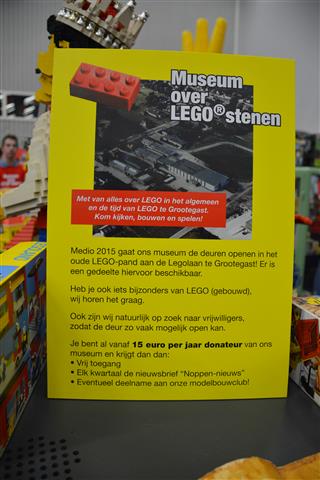 Museum
over
LEGO® stenen
Met van alles over LEGO in het algemeen
en de tijd van LEGO te Grootegast.
Kom kijken, bouwen en spelen!
Medio 2015 gaat ons museum de deuren openen in het
oude LEGO-pand aan de Legolaan te Grootegast! Er is
een gedeelte hiervoor beschikbaar.
Heb je ook iets bijzonders van LEGO (gebouwd),
wij horen het graag.
Ook zijn wij natuurlijk op zoek naar vrijwilligers,
zodat de deur zo vaak mogelijk open kan.
Je bent al vanaf 15 euro per jaar donateur van ons
museum en krijgt dan dan:
• Vrij toegang
• Elk kwartaal de nieuwsbrief "Noppen-nieuws"
• Eventueel deelname aan onze modelbouwclub!